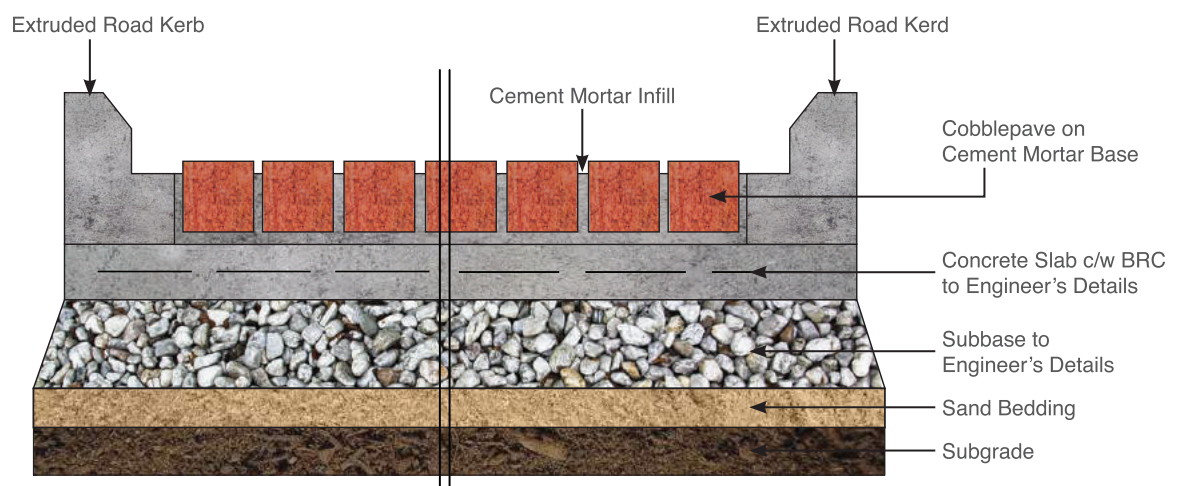 Extruded Road Kerb
Extruded Road Kerd
Cement Mortar Infill
Cobblepave on
Cement Mortar Base
Concrete Slab c/w BRC
to Engineer’s Details
Subbase to
Engineer’s Details
Sand Bedding
Subgrade